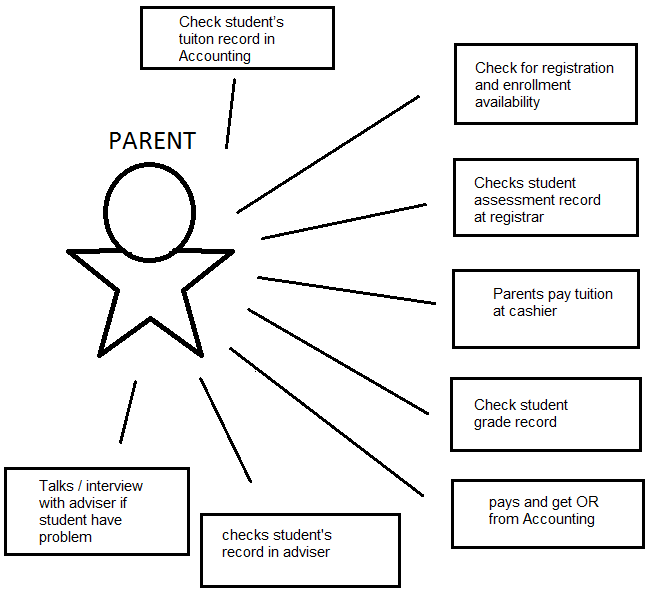 Check student’s
tuiton record in
Accounting
Check for registration
and enrollment
availability
PARENT
Checks student
assessment record
at registrar
Parents pay tuition
at cashier
Check student
grade record
Talks / interview
with adviser if
student have
problem
checks student's
record in adviser
pays and get OR
from Accounting